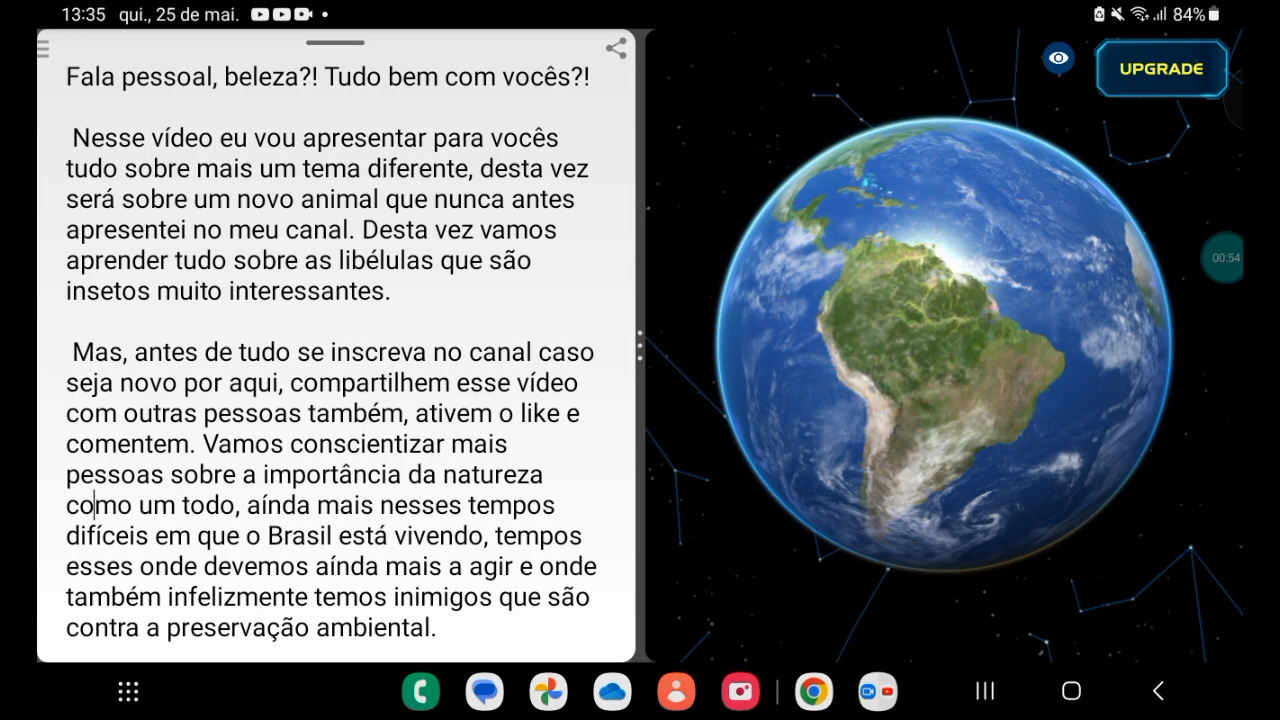 13:35 qui., 25 de mai.
84%
Fala pessoal, beleza?! Tudo bem com vocês?!
Nesse vídeo eu vou apresentar para vocês
tudo sobre mais um tema diferente, desta vez
será sobre um novo animal que nunca antes
apresentei no meu canal. Desta vez vamos
aprender tudo sobre as libélulas que são
insetos muito interessantes.
Mas, antes de tudo se inscreva no canal caso
seja novo por aqui, compartilhem esse vídeo
com outras pessoas também, ativem o like e
comentem. Vamos conscientizar mais
pessoas sobre a importância da natureza
como um todo, aínda mais nesses tempos
difíceis em que o Brasil está vivendo, tempos
esses onde devemos aínda mais a agir e onde
também infelizmente temos inimigos que são
contra a preservação ambiental.
UPGRADE
00:54